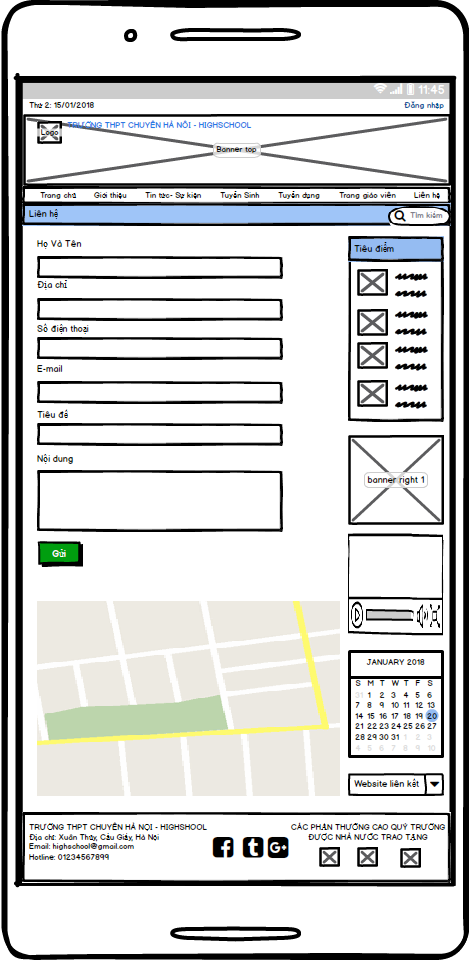 11:45
Thứ 2: 15/01/2018
Đăng nhập
Logo
TRƯỜNG THPT CHUYÊN HÀ NỘI - HIGHSCHOOL
Banner top
Trang chủ Giới thiệu Tin tức- Sự kiện Tuyển Sinh Tuyển dụng Trang giáo viên Liên hệ
Liên hệ
Tìm kiếm
Họ Và Tên
Địa chỉ
Số điện thoại
E-mail
Tiêu đề
Nội dung
Gửi
Tiêu điểm
banner right 1
JANUARY 2018
S M T W T F S
31 1 2 3 4 5 6
7 8 9 10 11 12 13
14 15 16 17 18 19 20
21 22 23 24 25 26 27
28 29 30 31 1 2 3
4 5 6 7 8 9 10
Website liên kết
TRƯỜNG THPT CHUYÊN HÀ NỘI - HIGHSHOOL
Địa chỉ: Xuân Thủy, Cầu Giấy, Hà Nội
Email: highschool@gmail.com
Hotline: 01234567899
f t G+
CÁC PHẦN THƯỞNG CAO QUÝ TRƯỜNG
ĐƯỢC NHÀ NƯỚC TRAO TẶNG